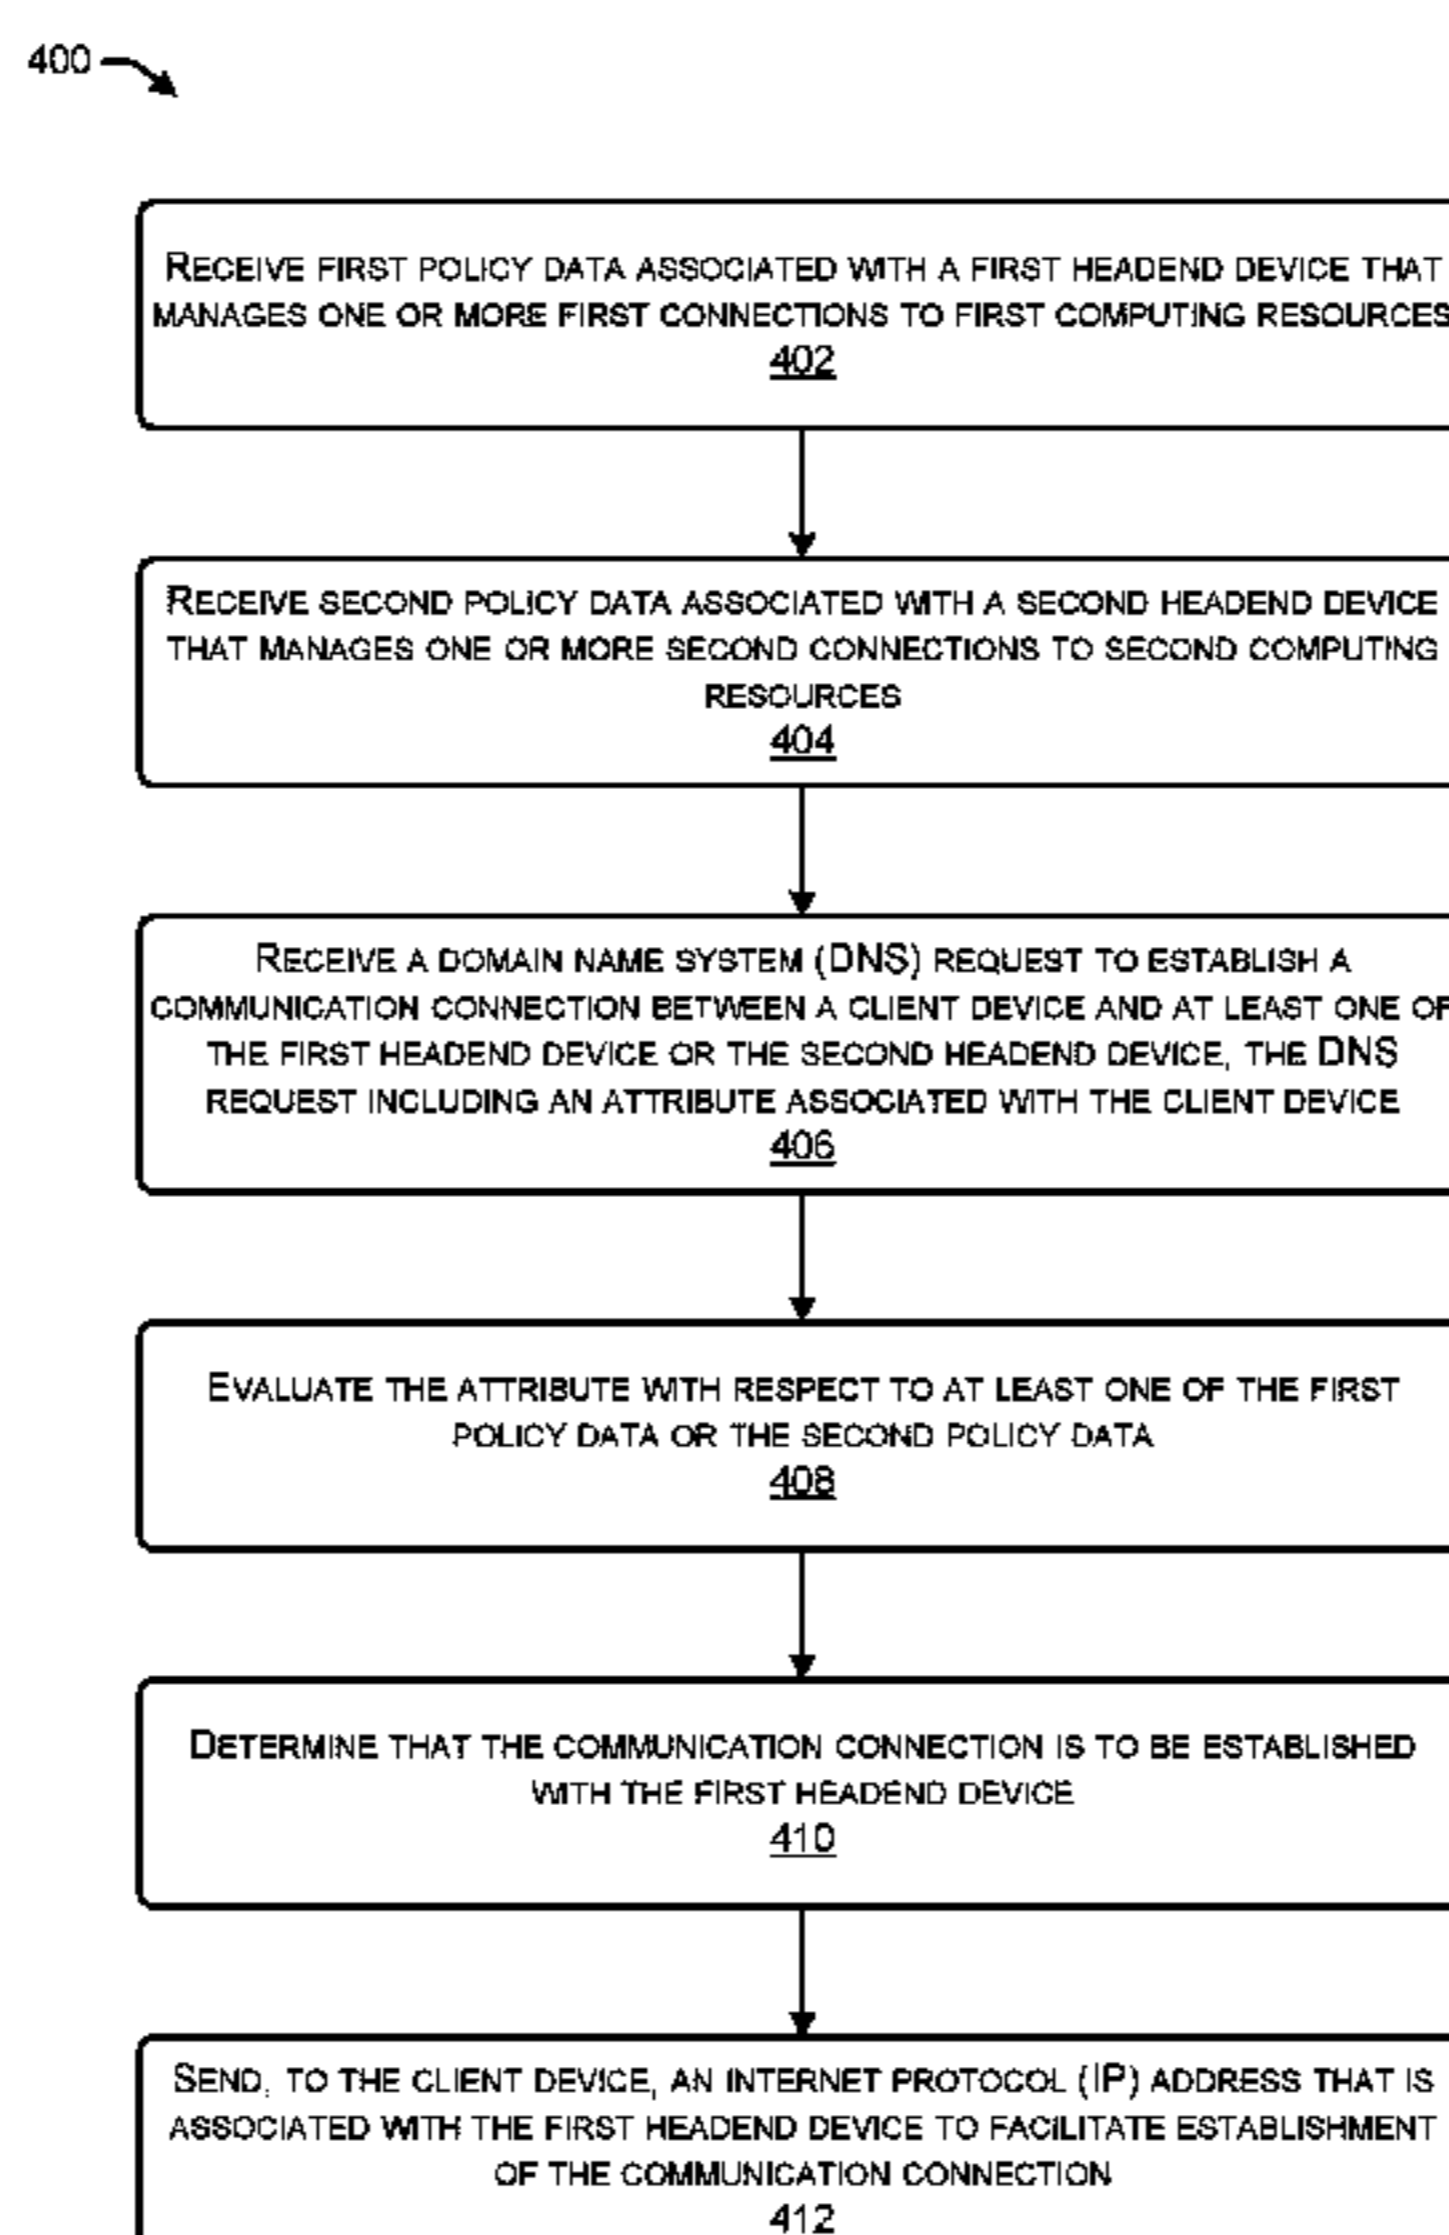 400
RECEIVE FIRST POLICY DATA ASSOCIATED WITH A FIRST HEADEND DEVICE THAT
MANAGES ONE OR MORE FIRST CONNECTIONS TO FIRST COMPUTING RESOURCES
402
RECEIVE SECOND POLICY DATA ASSOCIATED WITH A SECOND HEADEND DEVICE
THAT MANAGES ONE OR MORE SECOND CONNECTIONS TO SECOND COMPUTING
RESOURCES
404
RECEIVE A DOMAIN NAME SYSTEM (DNS) REQUEST TO ESTABLISH A
COMMUNICATION CONNECTION BETWEEN A CLIENT DEVICE AND AT LEAST ONE OF
THE FIRST HEADEND DEVICE OR THE SECOND HEADEND DEVICE, THE DNS
REQUEST INCLUDING AN ATTRIBUTE ASSOCIATED WITH THE CLIENT DEVICE
406
EVALUATE THE ATTRIBUTE WITH RESPECT TO AT LEAST ONE OF THE FIRST
POLICY DATA OR THE SECOND POLICY DATA
408
DETERMINE THAT THE COMMUNICATION CONNECTION IS TO BE ESTABLISHED
WITH THE FIRST HEADEND DEVICE
410
SEND, TO THE CLIENT DEVICE, AN INTERNET PROTOCOL (IP) ADDRESS THAT IS
ASSOCIATED WITH THE FIRST HEADEND DEVICE TO FACILITATE ESTABLISHMENT
OF THE COMMUNICATION CONNECTION
412